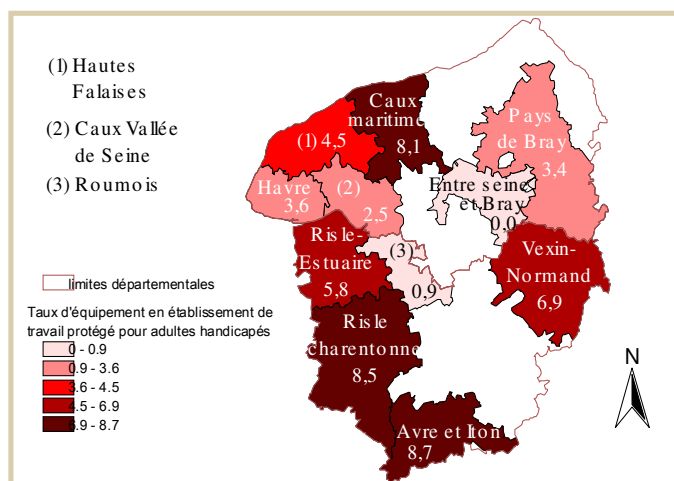 (1) Hautes
Falaises
(2) Caux Vallée
de Seine
(3) Roumois
Caux-
maritime
8,1
Pays
de Bray
3,4
(1) 4,5
Havre
3,6
(2)
2,5
Entre seine
et Bray
0,0
Risle-
Estuaire
5.8
(3)
0,9
Vexin-
Normand
6,9
Risle
charentonne
8,5
Avre et Iton
8,7
N
limites départementales
Taux d'équipement en établissement de
travail protégé pour adultes handicapés
0 - 0.9
0.9 - 3.6
3.6 - 4.5
4.5 - 6.9
6.9 - 8.7